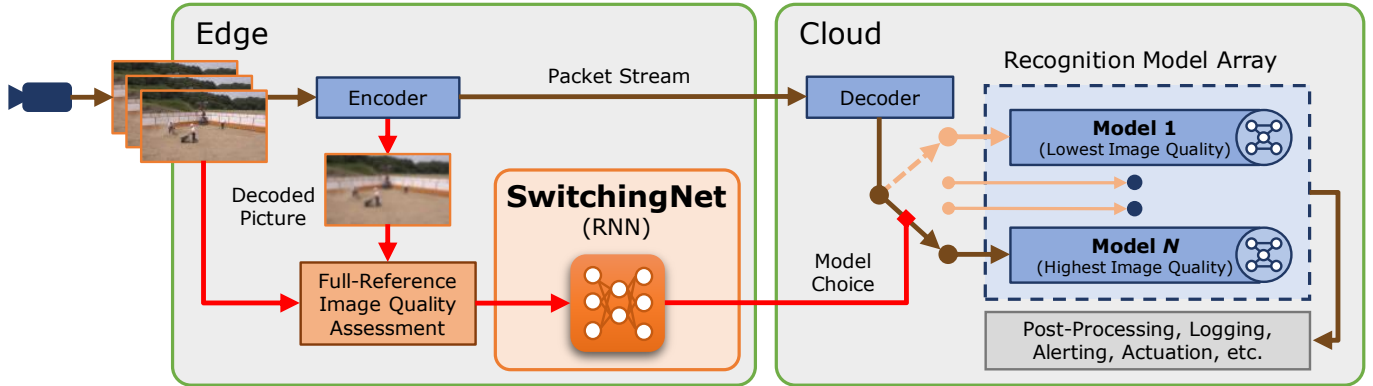 Edge
Encoder
Packet Stream
Decoded
Picture
Full-Reference
Image Quality
Assessment
SwitchingNet
(RNN)
Cloud
Decoder
Model
Choice
Recognition Model Array
Model 1
(Lowest Image Quality)
Model N
(Highest Image Quality)
Post-Processing, Logging,
Alerting, Actuation, etc.